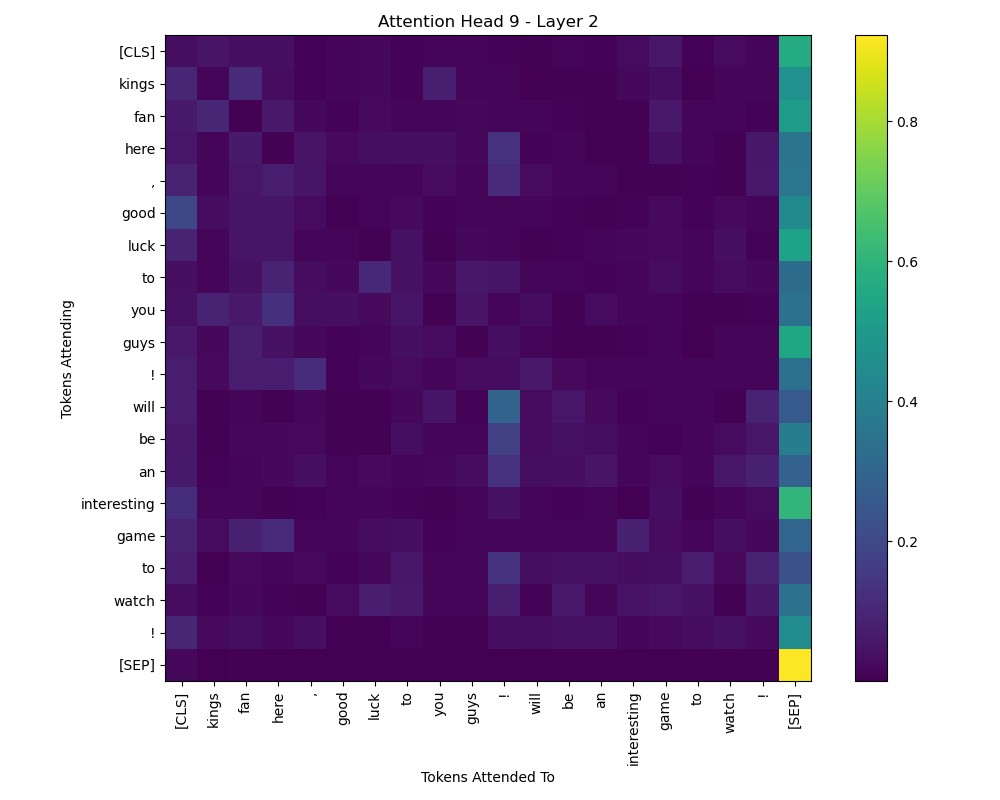 Attention Head 9 - Layer 2
Tokens Attending
[CLS]
kings
fan
here
,
good
luck
to
you
guys
!
will
be
an
interesting
game
to
watch
!
[SEP]
[CLS]
kings
fan
here
,
good
luck
to
you
guys
!
will
be
an
interesting
game
to
watch
!
[SEP]
Tokens Attended To
0.8
0.6
0.4
0.2